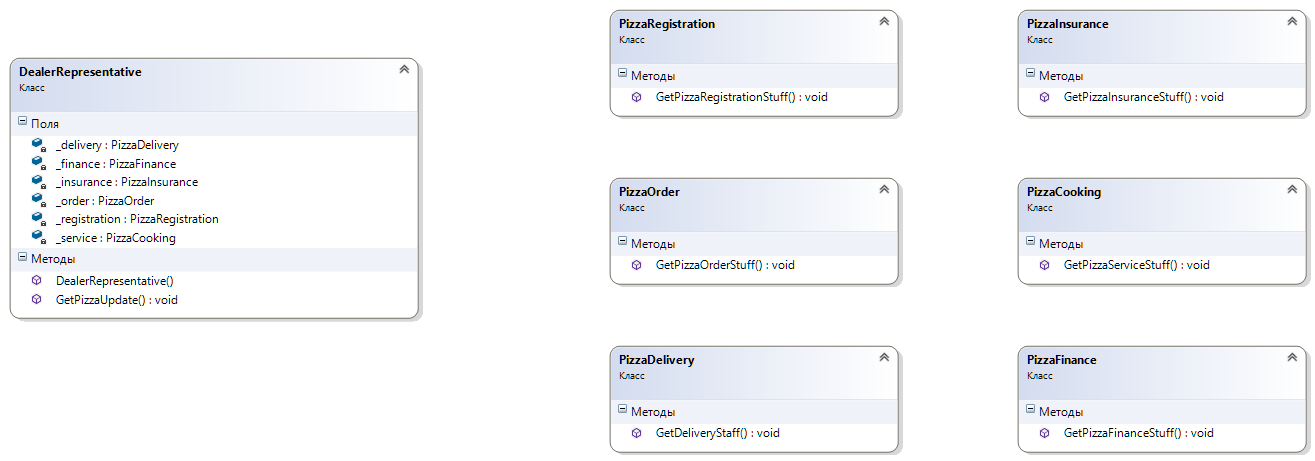 DealerRepresentative
Класс
Поля
_delivery : PizzaDelivery
_finance : PizzaFinance
_insurance : PizzaInsurance
_order : PizzaOrder
_registration : PizzaRegistration
_service : PizzaCooking
Методы
DealerRepresentative()
GetPizzaUpdate() : void
PizzaRegistration
Класс
Методы
GetPizzaRegistrationStuff() : void
PizzaInsurance
Класс
Методы
GetPizzaInsuranceStuff() : void
PizzaOrder
Класс
Методы
GetPizzaOrderStuff() : void
PizzaCooking
Класс
Методы
GetPizzaServiceStuff() : void
PizzaDelivery
Класс
Методы
GetDeliveryStaff() : void
PizzaFinance
Класс
Методы
GetPizzaFinanceStuff() : void